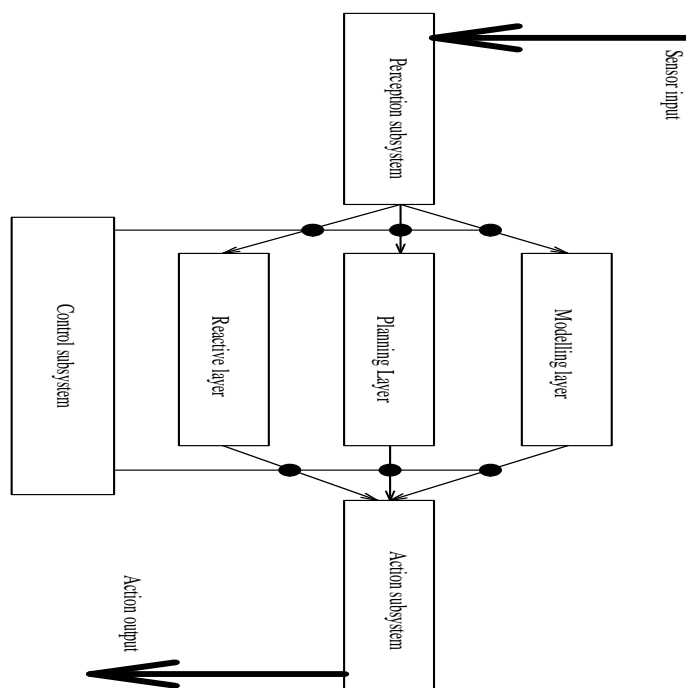 Sensor input
Perception subsystem
Modelling layer
Planning Layer
Reactive layer
Control subsystem
Action subsystem
Action output